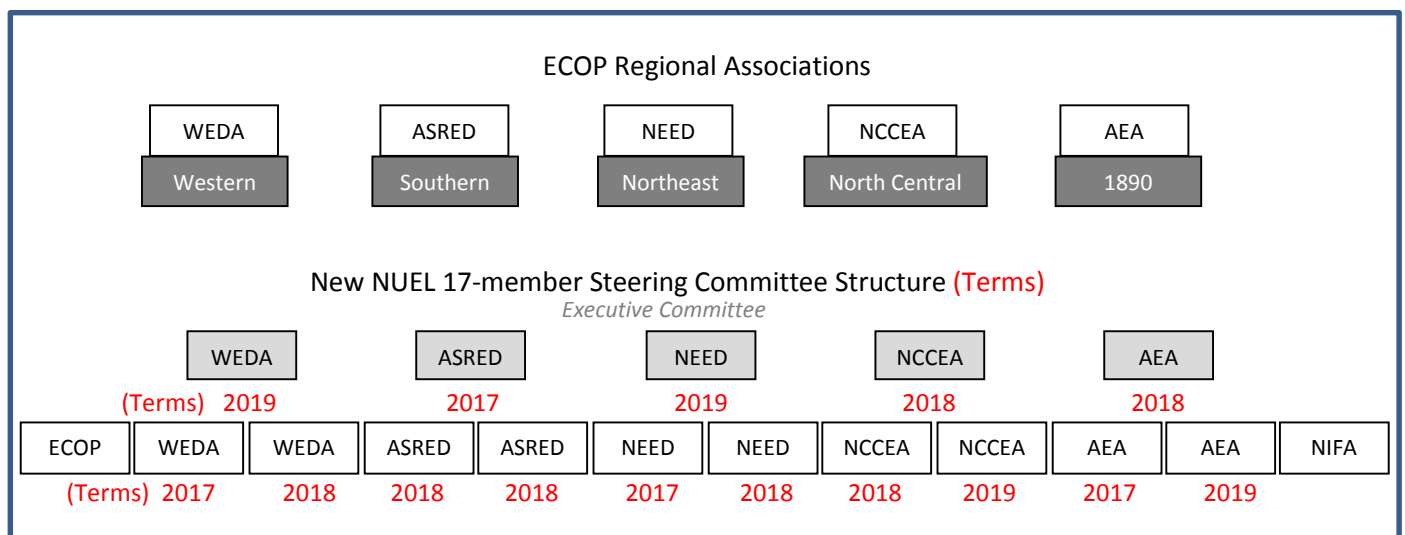 ECOP Regional Associations
WEDA ASRED NEED NCCEA AEA
Western Southern Northeast North Central 1890
New NUEL 17-member Steering Committee Structure (Terms)
Executive Committee
WEDA ASRED NEED NCCEA AEA
(Terms) 2019 2017 2019 2018 2018
ECOP WEDA WEDA ASRED ASRED NEED NEED NCCEA NCCEA AEA AEA NIFA
(Terms) 2017 2018 2018 2018 2017 2018 2018 2019 2017 2019